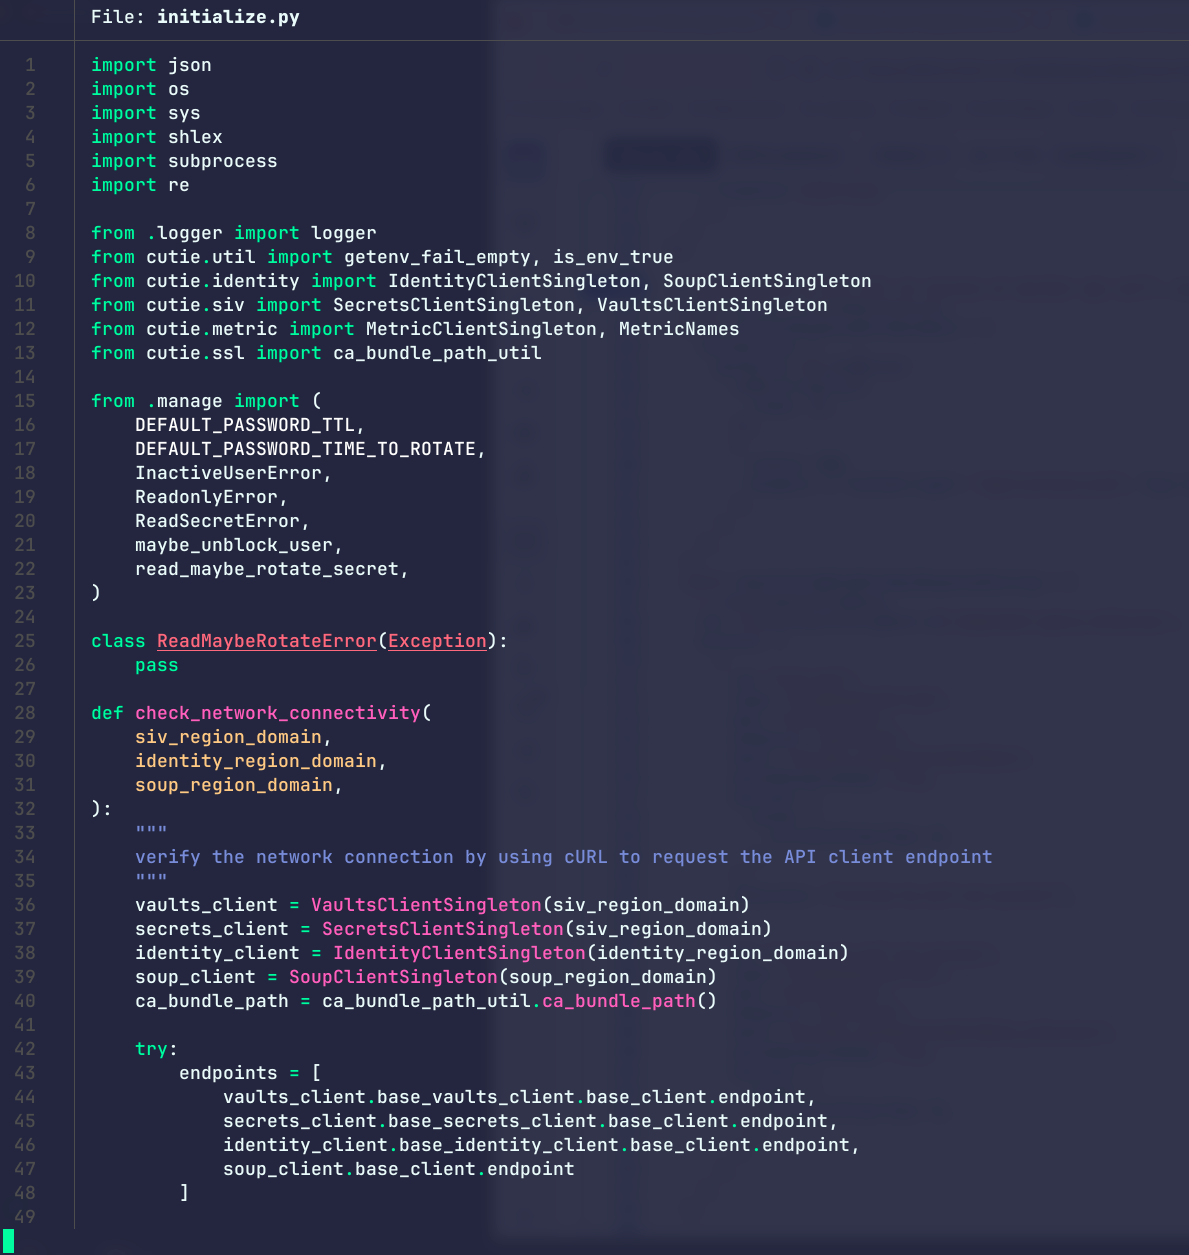 File: initialize.py
1 import json
2 import os
3 import sys
4 import shlex
5 import subprocess
6 import re
7
8 from .logger import logger
9 from cutie.util import getenv_fail_empty, is_env_true
10 from cutie.identity import IdentityClientSingleton, SoupClientSingleton
11 from cutie.siv import SecretsClientSingleton, VaultsClientSingleton
12 from cutie.metric import MetricClientSingleton, MetricNames
13 from cutie.ssl import ca_bundle_path_util
14
15 from .manage import (
16     DEFAULT_PASSWORD_TTL,
17     DEFAULT_PASSWORD_TIME_TO_ROTATE,
18     InactiveUserError,
19     ReadonlyError,
20     ReadSecretError,
21     maybe_unblock_user,
22     read_maybe_rotate_secret,
23 )
24
25 class ReadMaybeRotateError(Exception):
26     pass
27
28 def check_network_connectivity(
29     siv_region_domain,
30     identity_region_domain,
31     soup_region_domain,
32 ):
33     """
34     verify the network connection by using cURL to request the API client endpoint
35     """
36     vaults_client = VaultsClientSingleton(siv_region_domain)
37     secrets_client = SecretsClientSingleton(siv_region_domain)
38     identity_client = IdentityClientSingleton(identity_region_domain)
39     soup_client = SoupClientSingleton(soup_region_domain)
40     ca_bundle_path = ca_bundle_path_util.ca_bundle_path()
41
42     try:
43         endpoints = [
44             vaults_client.base_vaults_client.base_client.endpoint,
45             secrets_client.base_secrets_client.base_client.endpoint,
46             identity_client.base_identity_client.base_client.endpoint,
47             soup_client.base_client.endpoint
48         ]
49